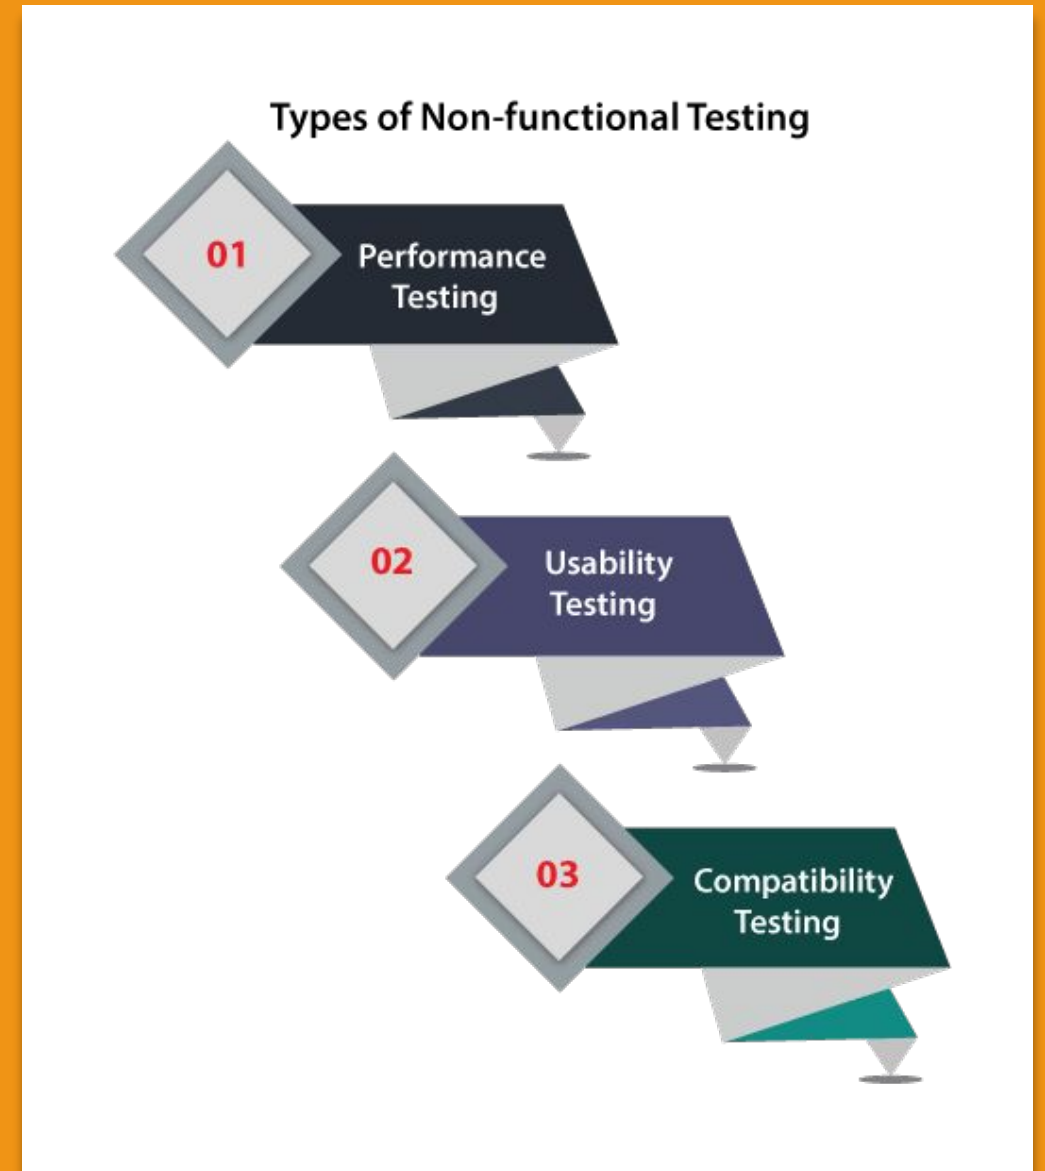 Types of Non-functional Testing
01
Performance
Testing
02
Usability
Testing
03
Compatibility
Testing